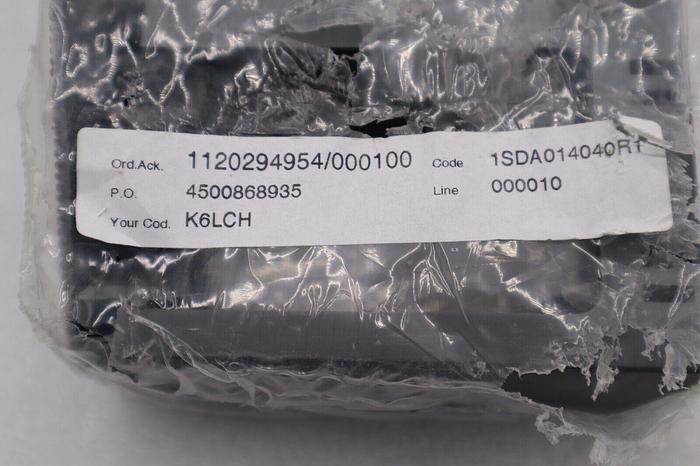 Ord.Ack. 1120294954/000100 Code 1SDA014040R1
P.O. 4500868935 Line 000010
Your Cod. K6LCH